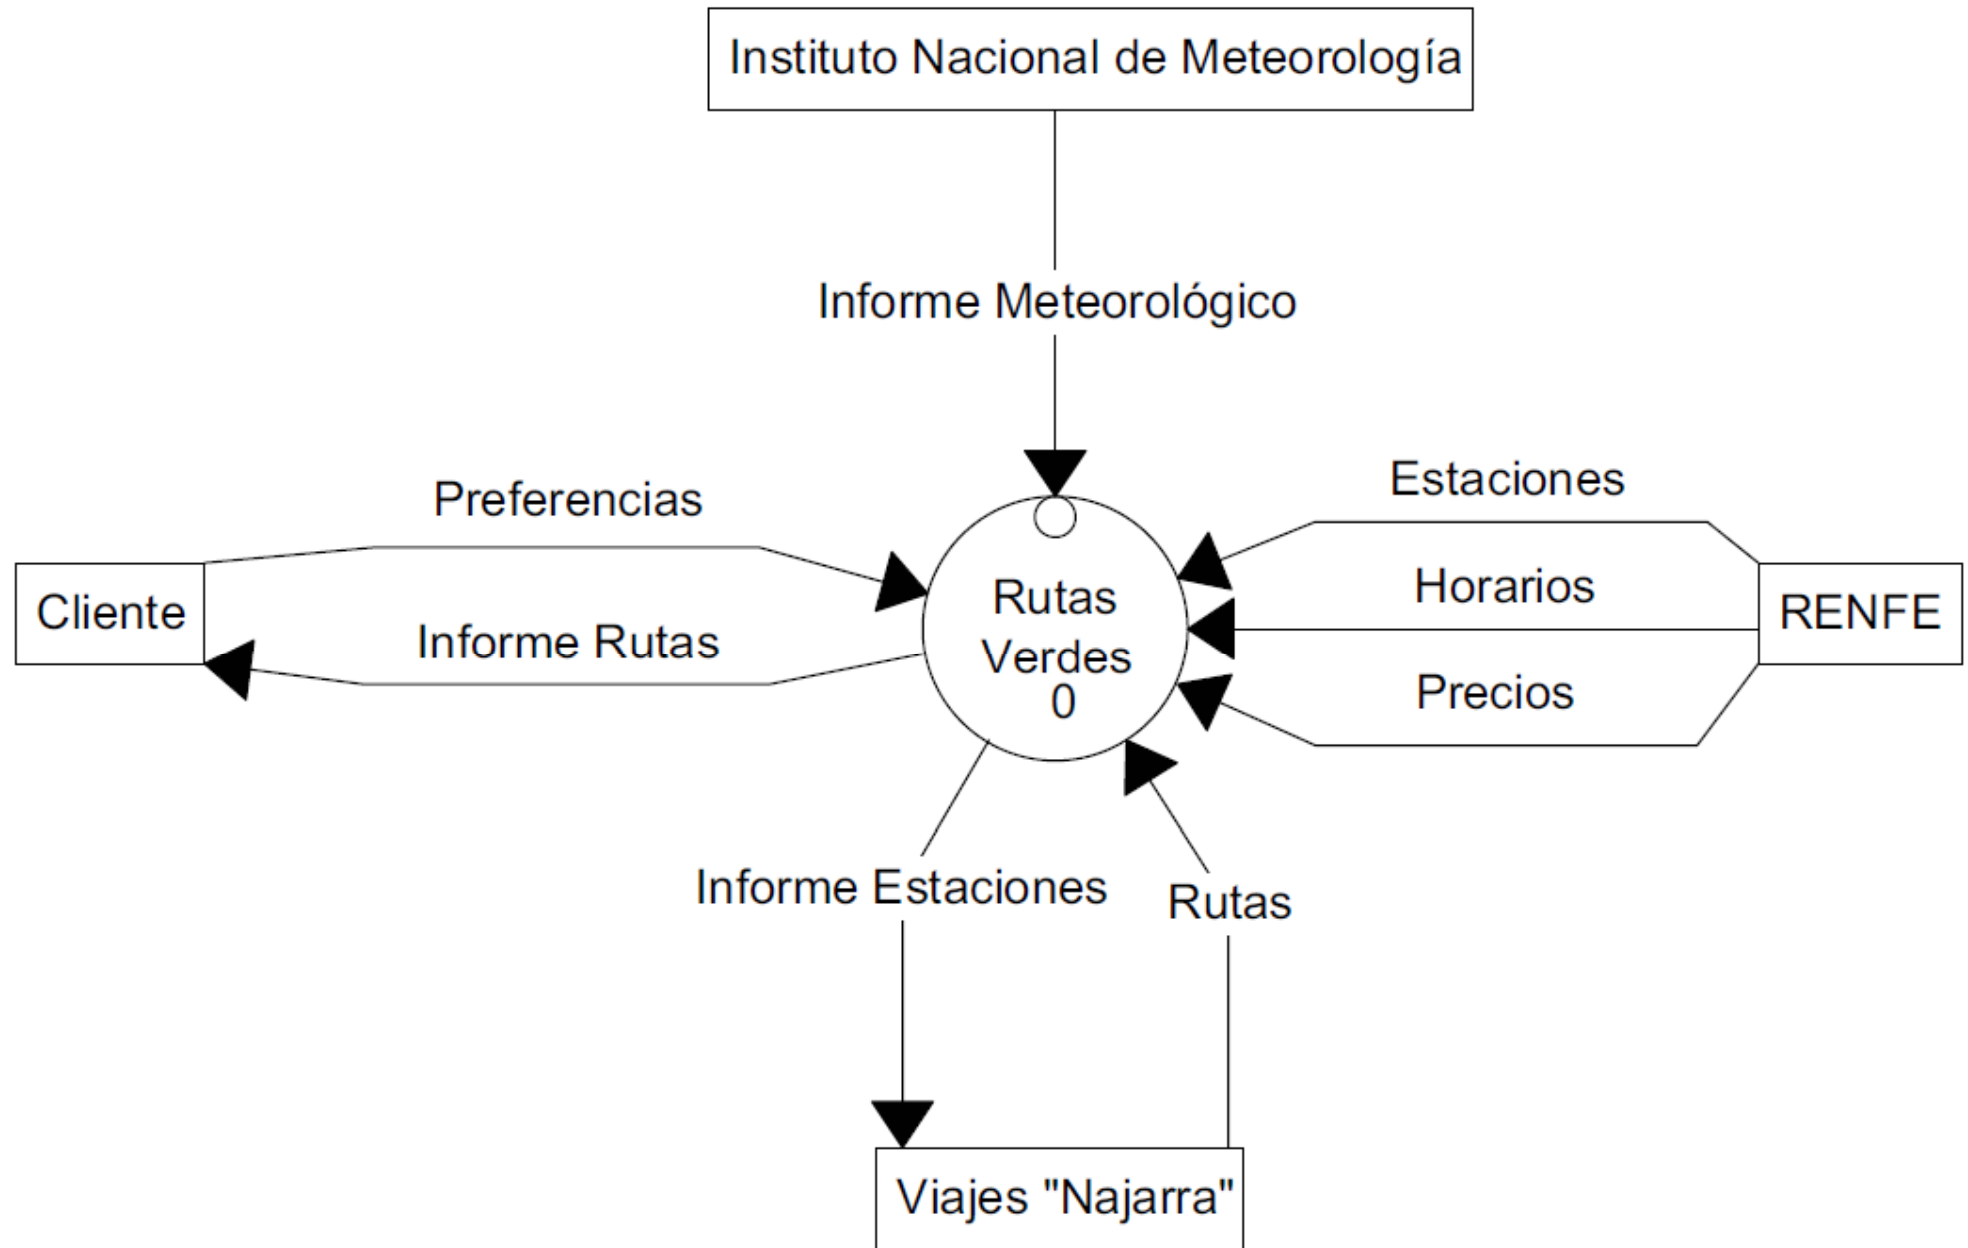 Instituto Nacional de Meteorología
Informe Meteorológico
Preferencias
Estaciones
Cliente
Informe Rutas
Rutas
Verdes
0
Horarios
RENFE
Precios
Informe Estaciones
Rutas
Viajes "Najarra"